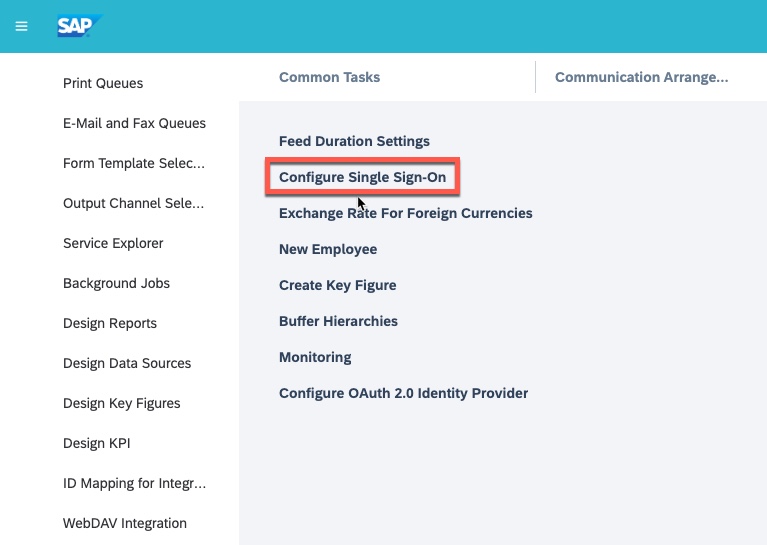 SAP
Print Queues
E-Mail and Fax Queues
Form Template Selec...
Output Channel Sele...
Service Explorer
Background Jobs
Design Reports
Design Data Sources
Design Key Figures
Design KPI
ID Mapping for Integr...
WebDAV Integration
Common Tasks
Communication Arrange...
Feed Duration Settings
Configure Single Sign-On
Exchange Rate For Foreign Currencies
New Employee
Create Key Figure
Buffer Hierarchies
Monitoring
Configure OAuth 2.0 Identity Provider